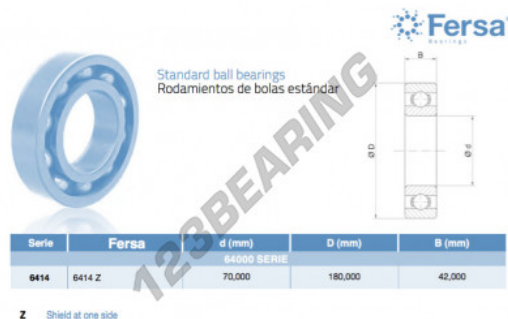 Fersa
Bearings
Standard ball bearings
Rodamientos de bolas estándar
B
Ø D
Ø d
123BEARING
Serie Fersa d (mm) D (mm) B (mm)
64000 SERIE
6414 6414 Z 70,000 180,000 42,000
Z Shield at one side